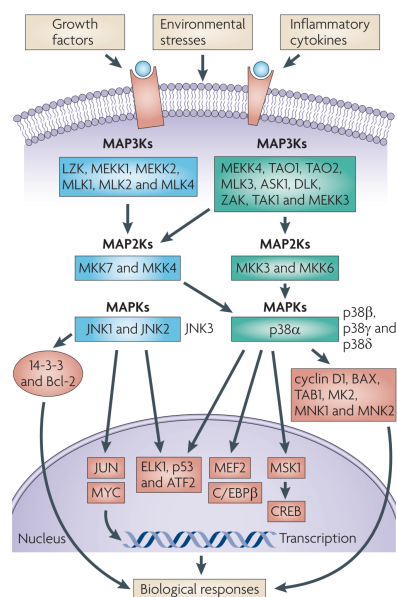 Growth
factors
Environmental
stresses
Inflammatory
cytokines
MAP3Ks
LZK, MEKK1, MEKK2,
MLK1, MLK2 and MLK4
MAP3Ks
MEKK4, TAO1, TAO2,
MLK3, ASK1, DLK,
ZAK, TAK1 and MEKK3
MAP2Ks
MKK7 and MKK4
MAP2Ks
MKK3 and MKK6
MAPKs
JNK1 and JNK2
JNK3
MAPKs
p38α
p38β,
p38γ and
p38δ
14-3-3
and Bcl-2
cyclin D1, BAX,
TAB1, MK2,
MNK1 and MNK2
JUN
MYC
ELK1, p53
and ATF2
MEF2
C/EBPβ
MSK1
CREB
Nucleus
Transcription
Biological responses